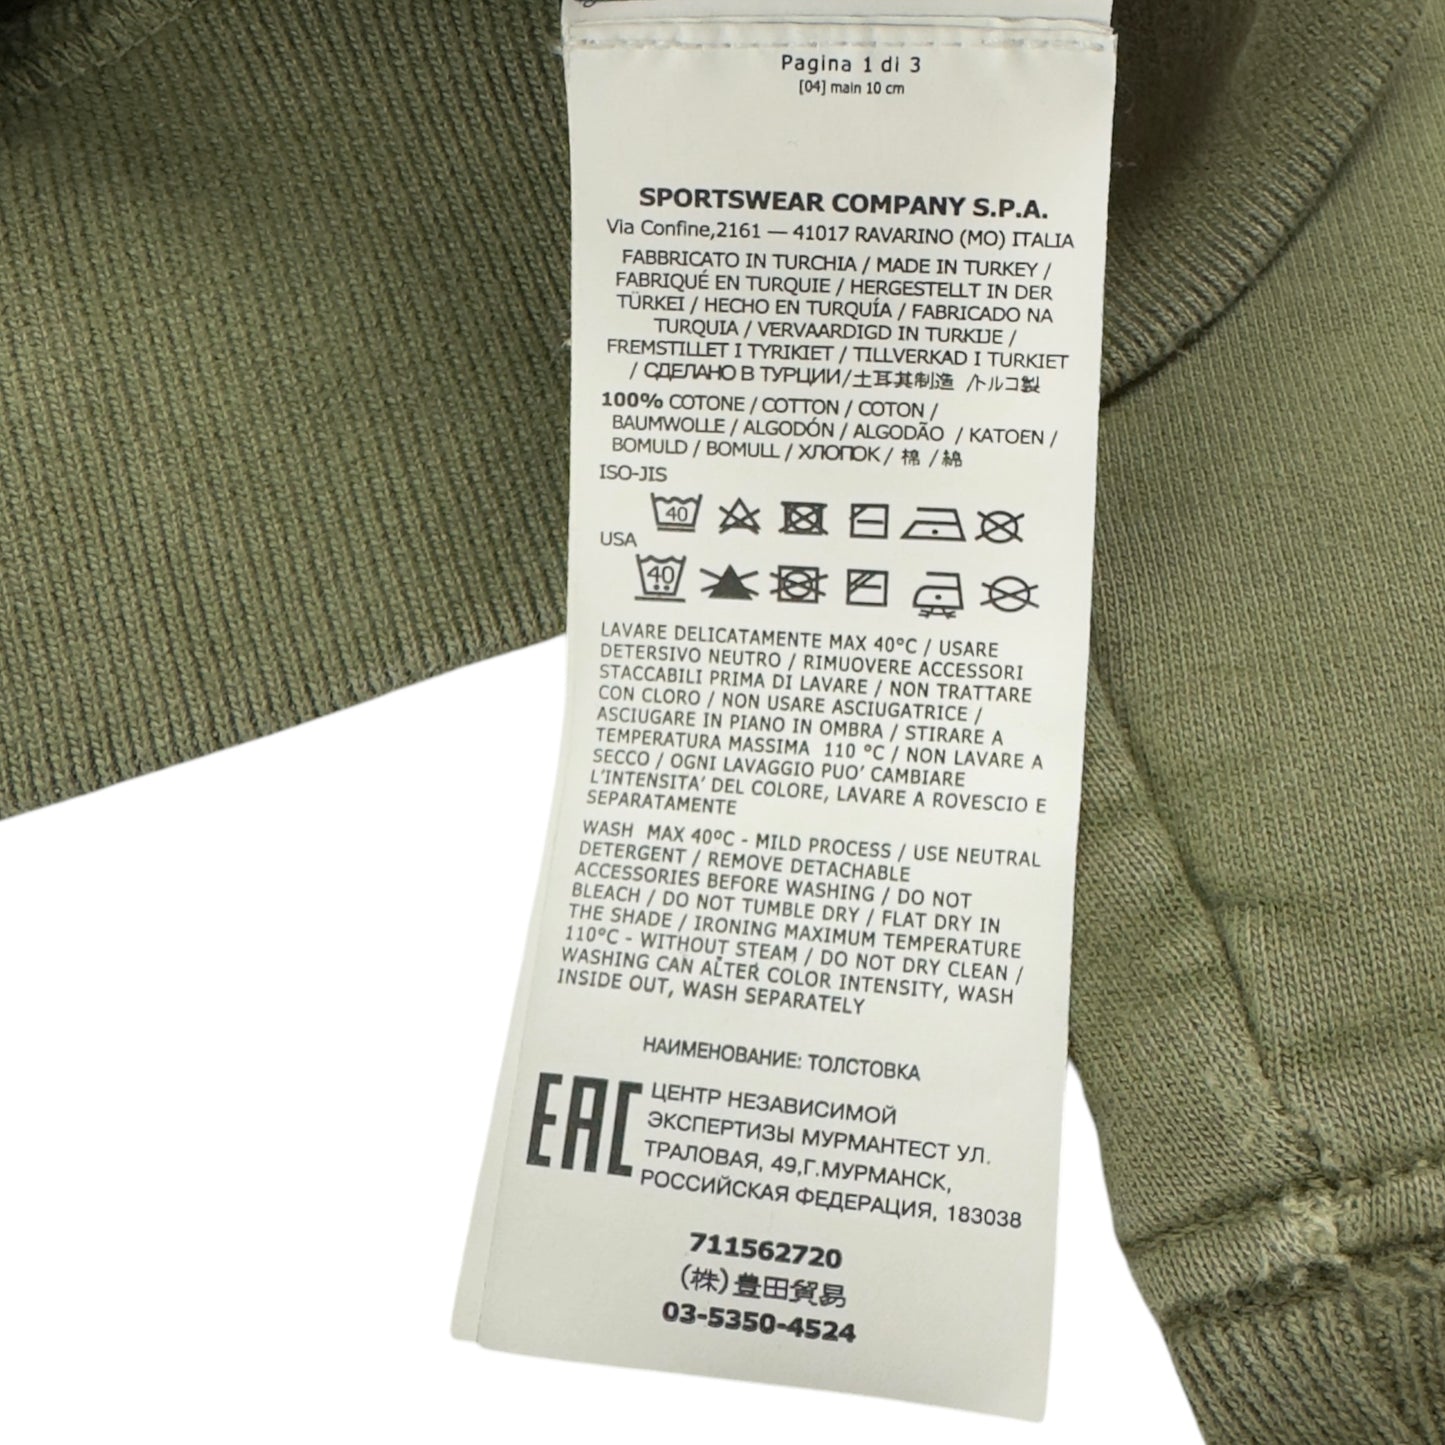 Pagina 1 di 3
[04] main 10 cm
SPORTSWEAR COMPANY S.P.A.
Via Confine,2161 — 41017 RAVARINO (MO) ITALIA
FABBRICATO IN TURCHIA / MADE IN TURKEY /
FABRIQUÉ EN TURQUIE / HERGESTELLT IN DER
TÜRKEI / HECHO EN TURQUÍA / FABRICADO NA
TURQUIA / VERVAARDIGD IN TURKIJE /
FREMSTILLET I TYRIKIET / TILLVERKAD I TURKIET
/ СДЕЛАНО В ТУРЦИИ/土耳其制造 /トルコ製
100% COTONE / COTTON / COTON /
BAUMWOLLE / ALGODÓN / ALGODÃO / KATOEN /
BOMULD / BOMULL / ХЛОПОК / 棉 / 綿
ISO-JIS
40
USA
40
LAVARE DELICATAMENTE MAX 40°C / USARE
DETERSIVO NEUTRO / RIMUOVERE ACCESSORI
STACCABILI PRIMA DI LAVARE / NON TRATTARE
CON CLORO / NON USARE ASCIUGATRICE /
ASCIUGARE IN PIANO IN OMBRA / STIRARE A
TEMPERATURA MASSIMA 110 °C / NON LAVARE A
SECCO / OGNI LAVAGGIO PUO' CAMBIARE
L'INTENSITA' DEL COLORE, LAVARE A ROVESCIO E
SEPARATAMENTE
WASH MAX 40ºC - MILD PROCESS / USE NEUTRAL
DETERGENT / REMOVE DETACHABLE
ACCESSORIES BEFORE WASHING / DO NOT
BLEACH / DO NOT TUMBLE DRY / FLAT DRY IN
THE SHADE / IRONING MAXIMUM TEMPERATURE
110°C - WITHOUT STEAM / DO NOT DRY CLEAN /
WASHING CAN ALTER COLOR INTENSITY, WASH
INSIDE OUT, WASH SEPARATELY
НАИМЕНОВАНИЕ: ТОЛСТОВКА
EAC
ЦЕНТР НЕЗАВИСИМОЙ
ЭКСПЕРТИЗЫ МУРМАНТЕСТ УЛ.
ТРАЛОВАЯ, 49,Г.МУРМАНСК,
РОССИЙСКАЯ ФЕДЕРАЦИЯ, 183038
711562720
(株)豊田貿易
03-5350-4524